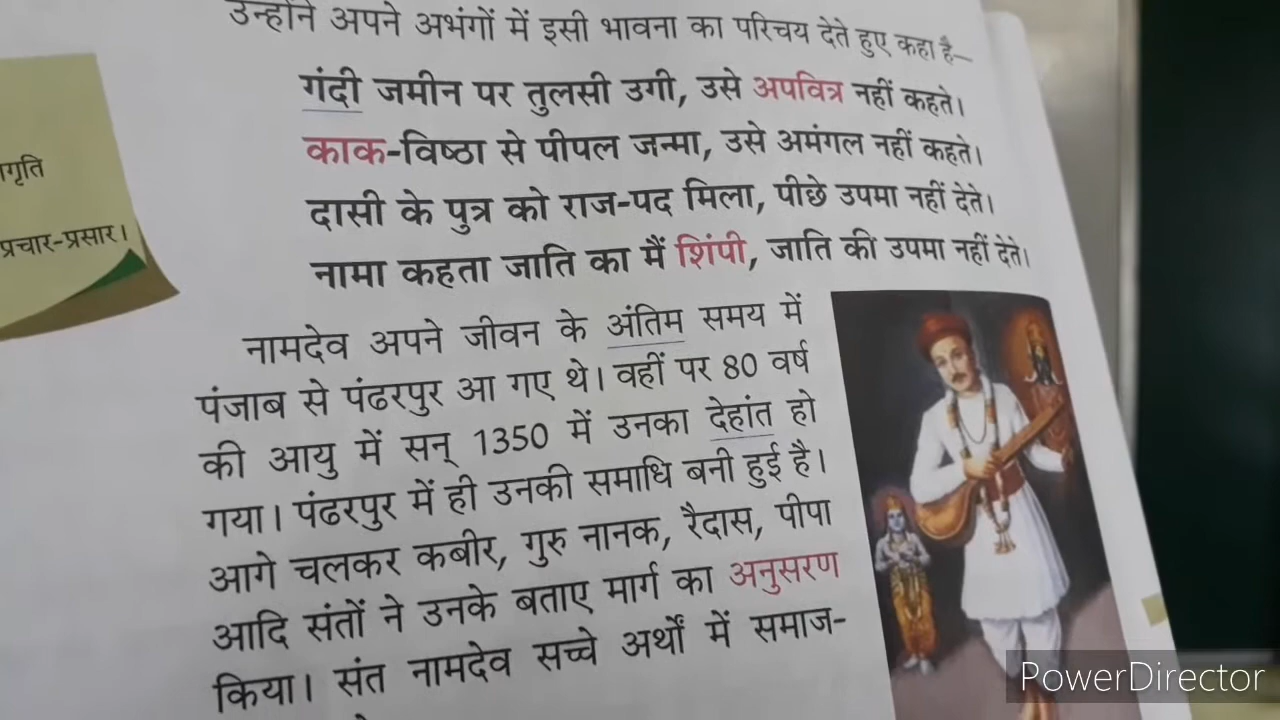 उन्होंने अपने अभंगों में इसी भावना का परिचय देते हुए कहा है—
गंदी जमीन पर तुलसी उगी, उसे अपवित्र नहीं कहते।
काक-विष्ठा से पीपल जन्मा, उसे अमंगल नहीं कहते।
दासी के पुत्र को राज-पद मिला, पीछे उपमा नहीं देते।
नामा कहता जाति का मैं शिंपी, जाति की उपमा नहीं देते।
गृति
प्रचार-प्रसार।
नामदेव अपने जीवन के अंतिम समय में
पंजाब से पंढरपुर आ गए थे। वहीं पर 80 वर्ष
की आयु में सन् 1350 में उनका देहांत हो
गया। पंढरपुर में ही उनकी समाधि बनी हुई है।
आगे चलकर कबीर, गुरु नानक, रैदास, पीपा
आदि संतों ने उनके बताए मार्ग का अनुसरण
किया। संत नामदेव सच्चे अर्थों में समाज-
PowerDirector